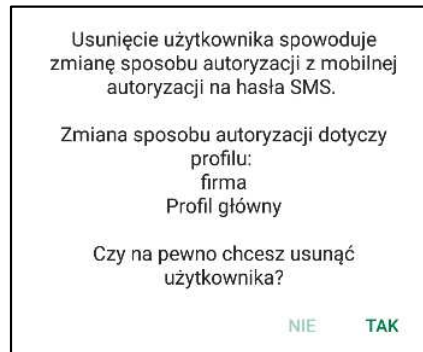 Usunięcie użytkownika spowoduje
zmianę sposobu autoryzacji z mobilnej
autoryzacji na hasła SMS.
Zmiana sposobu autoryzacji dotyczy
profilu:
firma
Profil główny
Czy na pewno chcesz usunąć
użytkownika?
NIE TAK